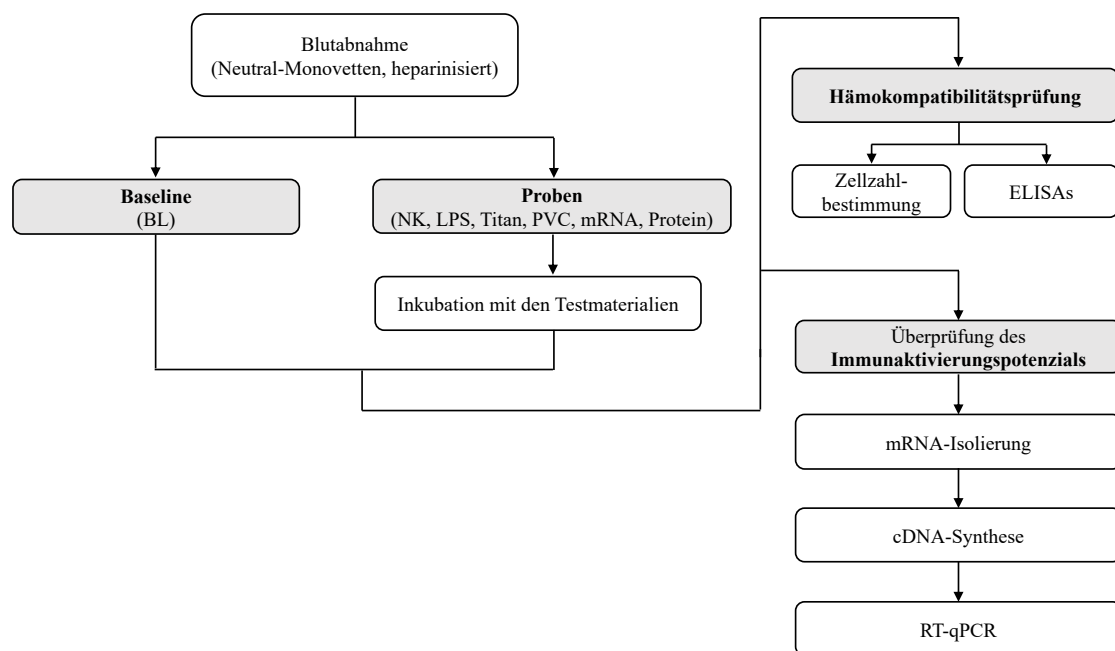 Blutabnahme
(Neutral-Monovetten, heparinisiert)
Baseline
(BL)
Proben
(NK, LPS, Titan, PVC, mRNA, Protein)
Inkubation mit den Testmaterialien
Hämokompatibilitätsprüfung
Zellzahl-
bestimmung
ELISAs
Überprüfung des
Immunaktivierungspotenzials
mRNA-Isolierung
cDNA-Synthese
RT-qPCR